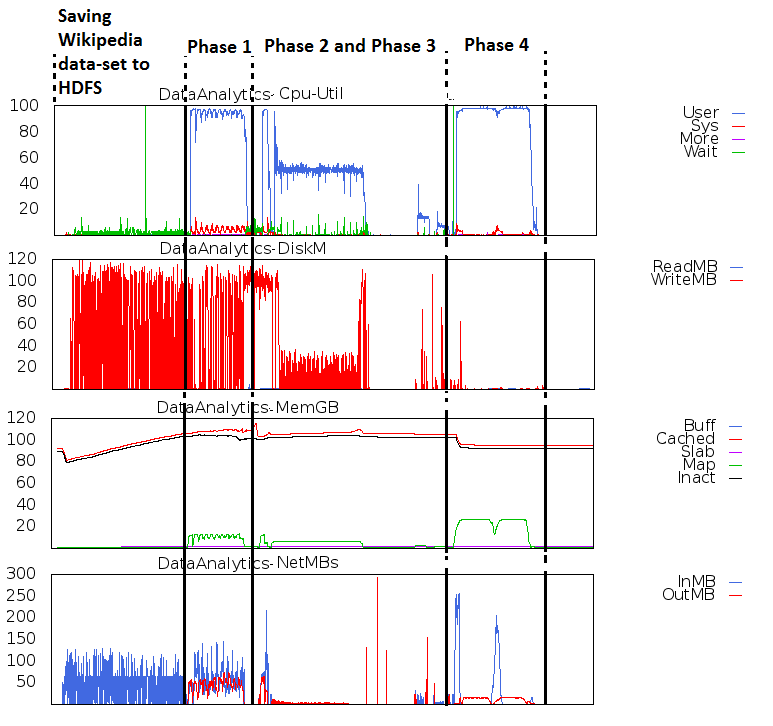 Saving
Wikipedia
data-set to
HDFS
Phase 1
Phase 2 and Phase 3
Phase 4
DataAnalytics-Cpu-Util
100
80
60
40
20
User
Sys
More
Wait
DataAnalytics-DiskM
120
100
80
60
40
20
ReadMB
WriteMB
DataAnalytics-MemGB
120
100
80
60
40
20
Buff
Cached
Slab
Map
Inact
DataAnalytics-NetMBs
300
250
200
150
100
50
InMB
OutMB